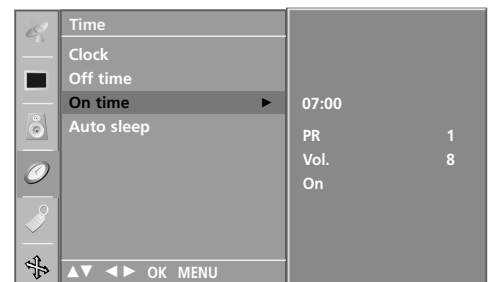 Time
Clock
Off time
On time ►
Auto sleep
▲▼ ◄► OK MENU
07:00
PR 1
Vol. 8
On